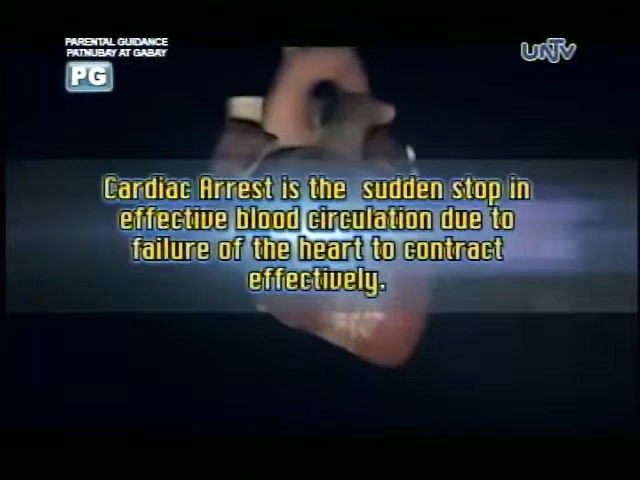 PARENTAL GUIDANCE
PATNUBAY AT GABAY
PG
UNTV
Cardiac Arrest is the sudden stop in
effective blood circulation due to
failure of the heart to contract
effectively.